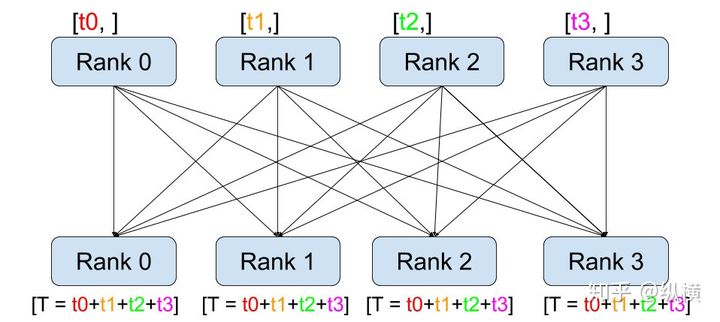 [t0, ] [t1,] [t2,] [t3, ]
Rank 0 Rank 1 Rank 2 Rank 3
Rank 0 Rank 1 Rank 2 Rank 3
[T = t0+t1+t2+t3] [T = t0+t1+t2+t3] [T = t0+t1+t2+t3] [T = t0+t1+t2+t3]
知乎 @纵横